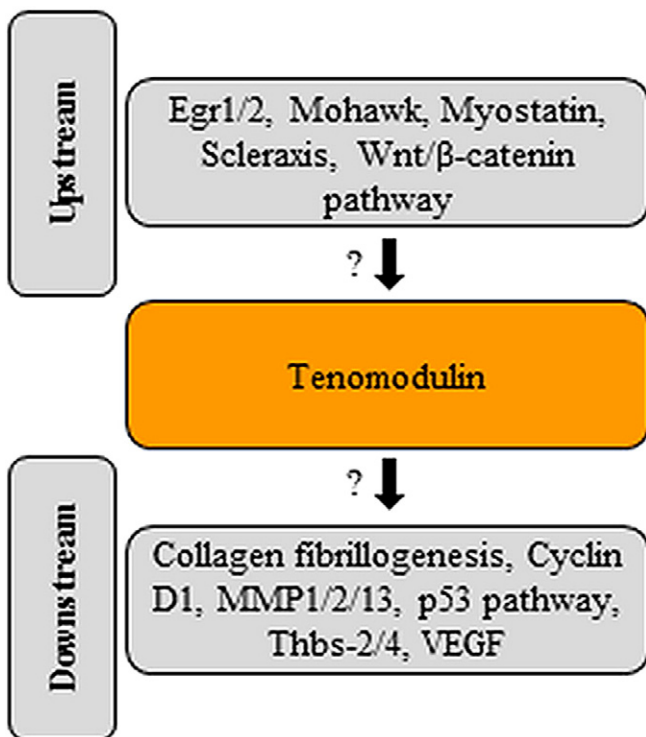 Upstream
Egr1/2, Mohawk, Myostatin,
Scleraxis, Wnt/β-catenin
pathway
?
Tenomodulin
?
Downstream
Collagen fibrillogenesis, Cyclin
D1, MMP1/2/13, p53 pathway,
Thbs-2/4, VEGF